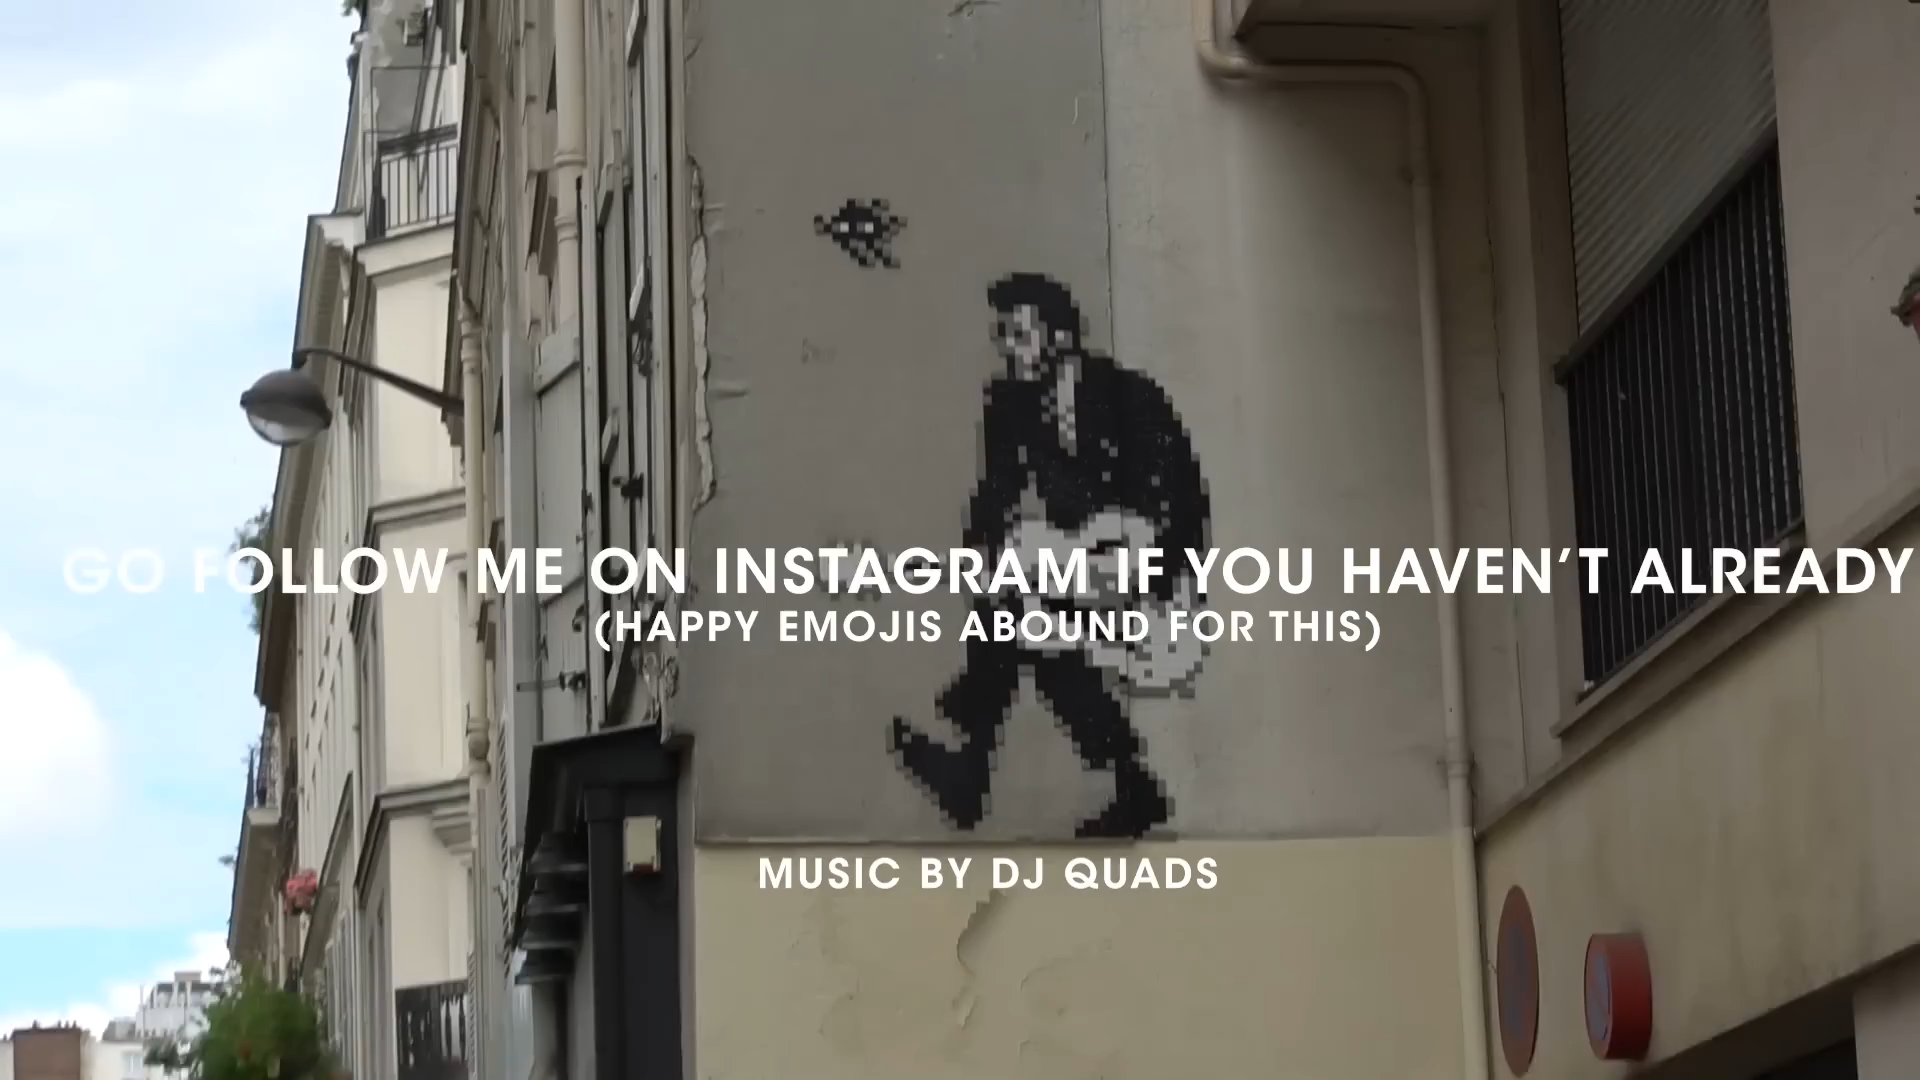 GO FOLLOW ME ON INSTAGRAM IF YOU HAVEN'T ALREADY
(HAPPY EMOJIS ABOUND FOR THIS)
MUSIC BY DJ QUADS